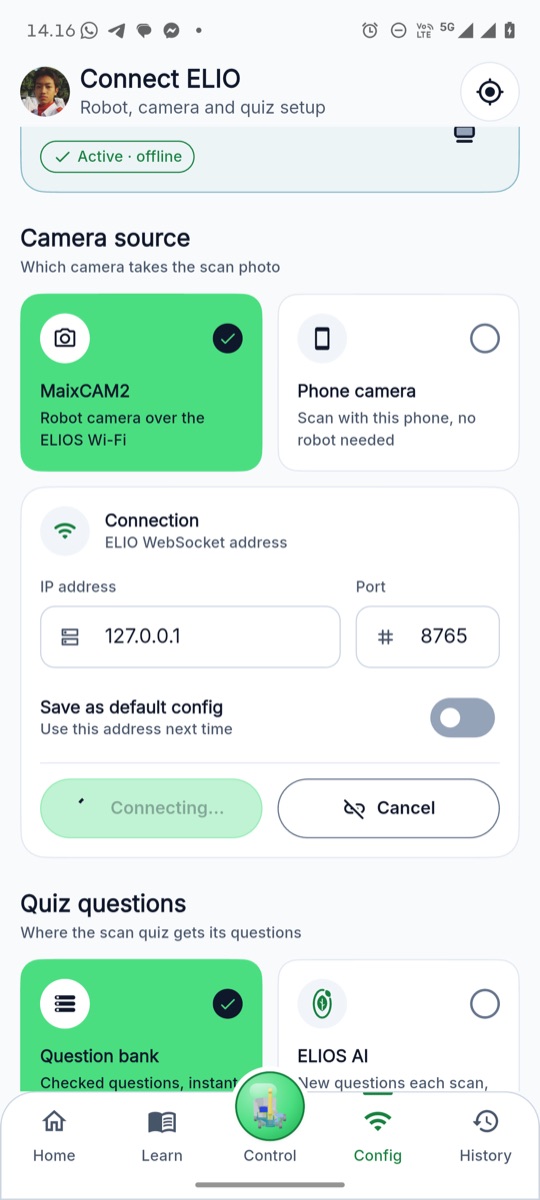 14.16
Vo))
LTE
5G
Connect ELIO
Robot, camera and quiz setup
Active · offline
Camera source
Which camera takes the scan photo
MaixCAM2
Robot camera over the
ELIOS Wi-Fi
Phone camera
Scan with this phone, no
robot needed
Connection
ELIO WebSocket address
IP address
Port
127.0.0.1
# 8765
Save as default config
Use this address next time
Connecting...
Cancel
Quiz questions
Where the scan quiz gets its questions
Question bank
Checked questions, instant
ELIOS AI
New questions each scan,
Home
Learn
Control
Config
History